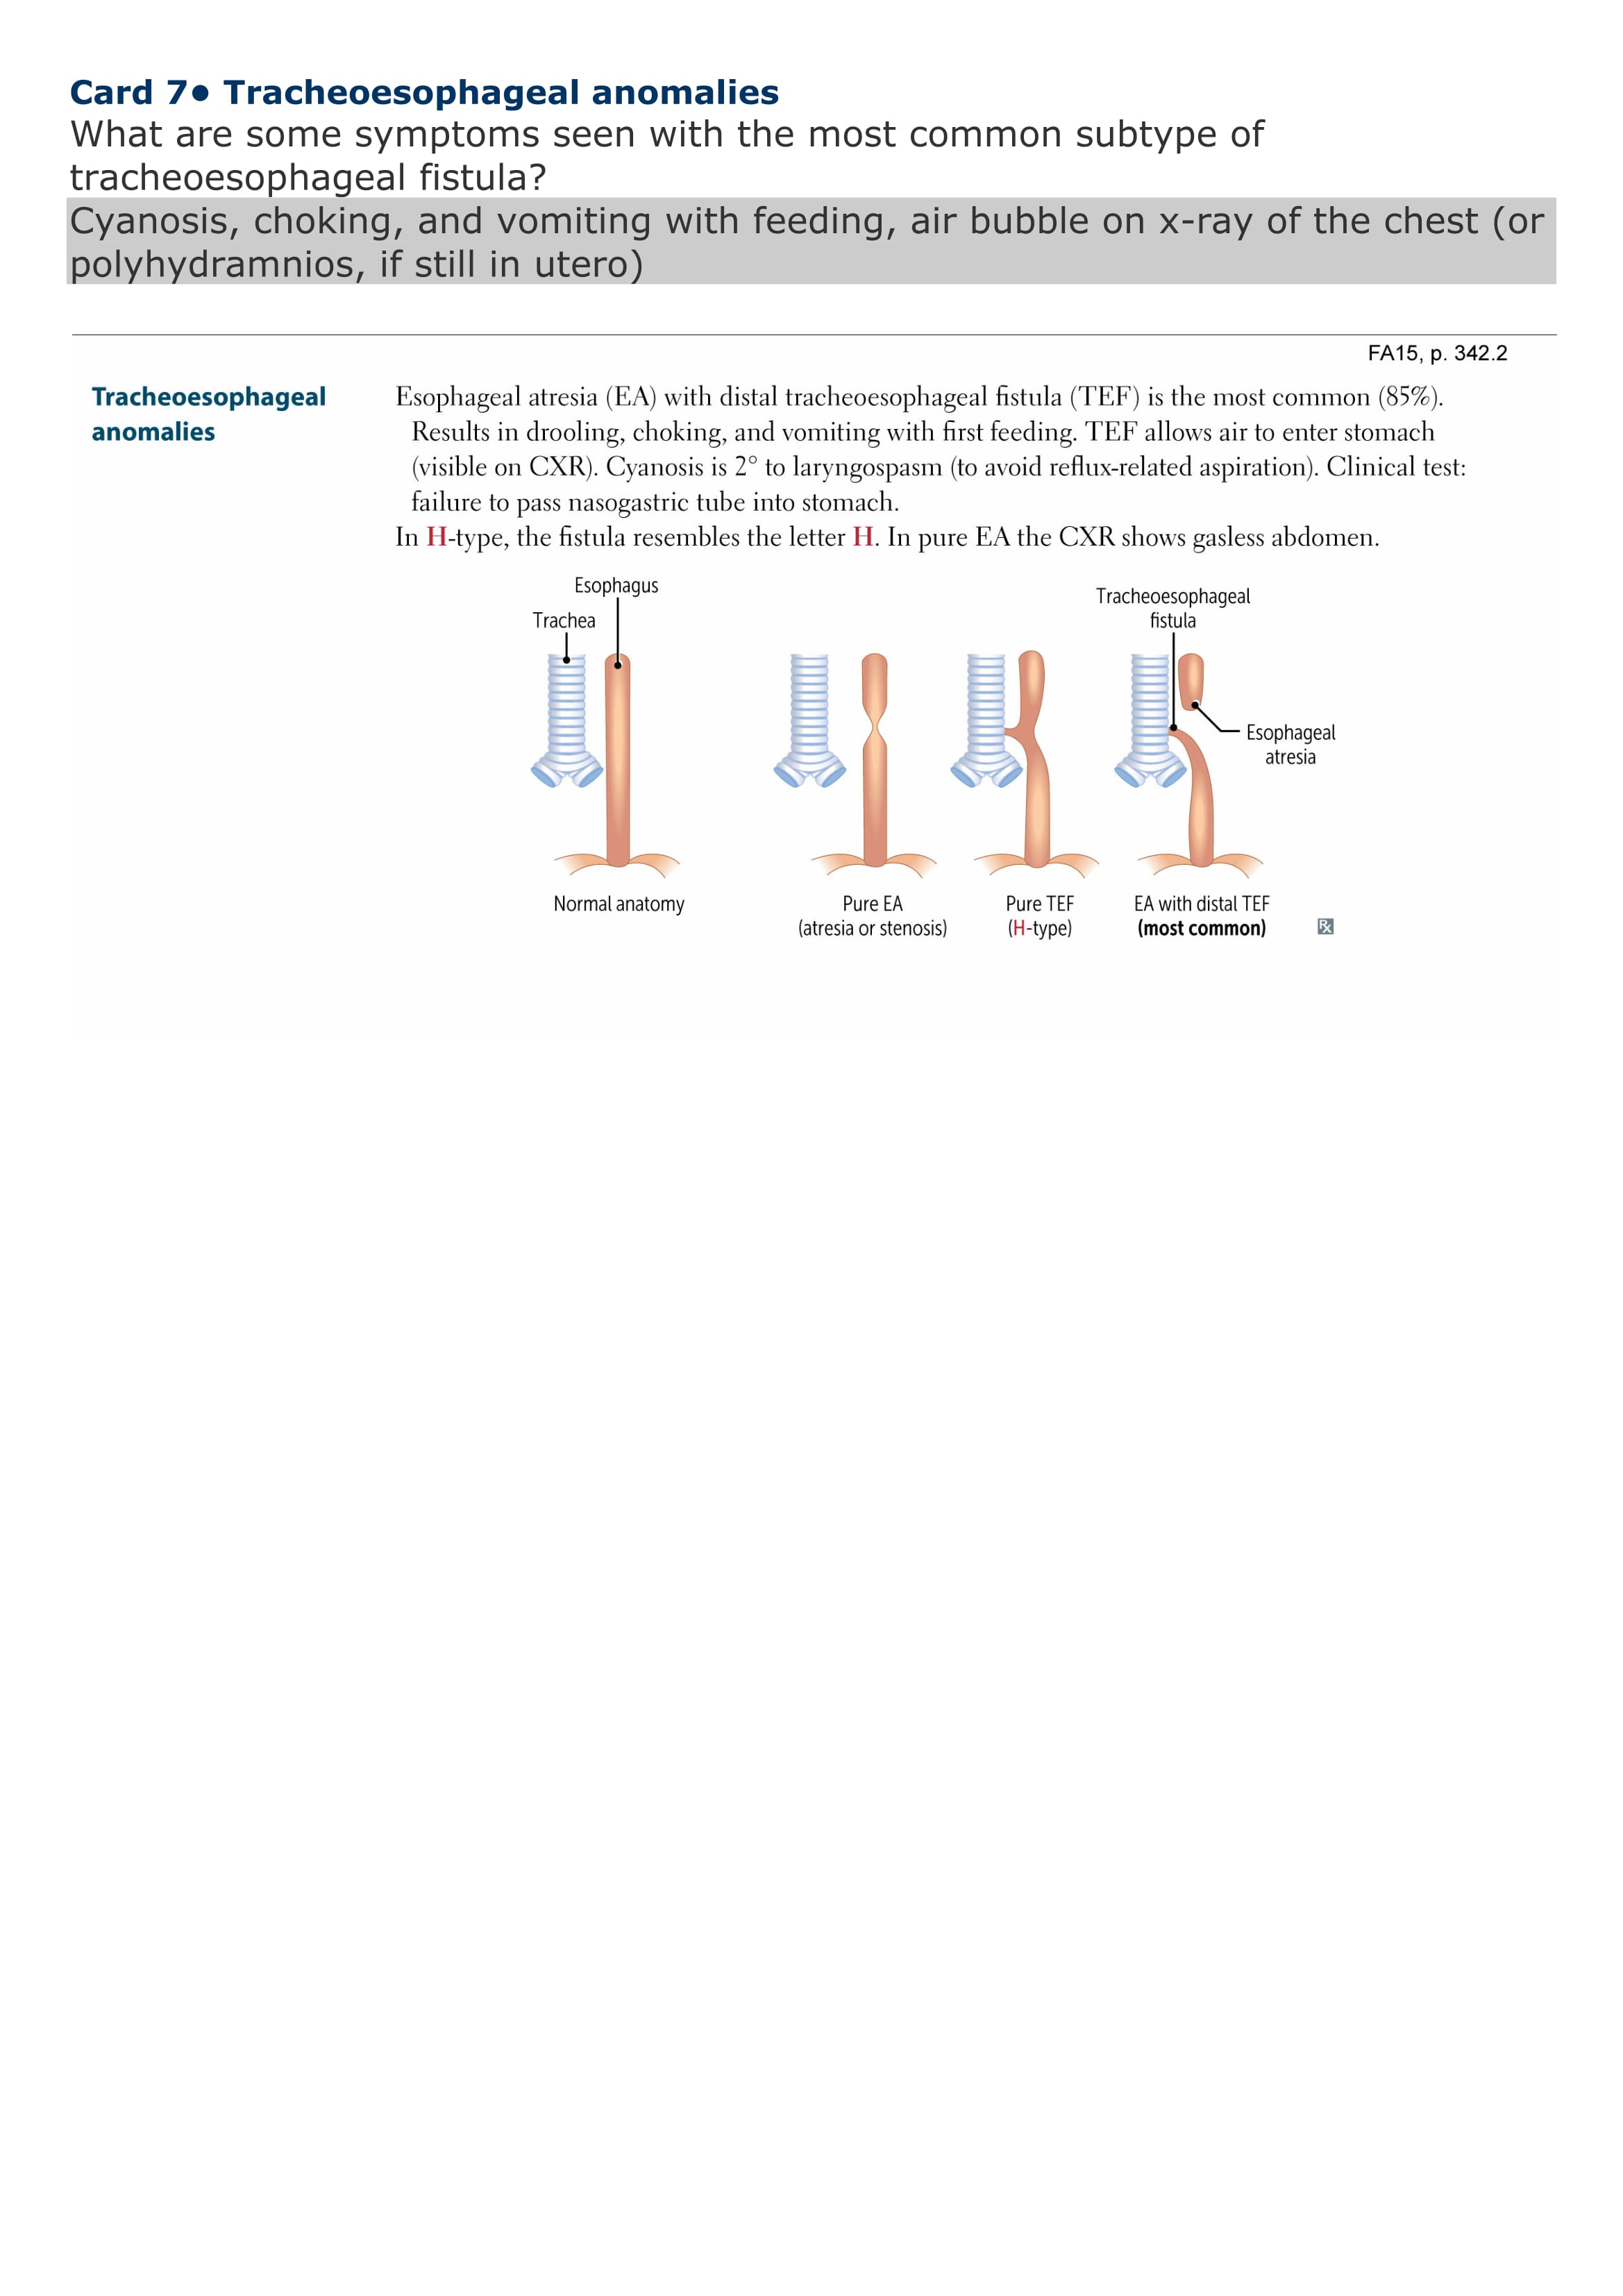 Card 7• Tracheoesophageal anomalies
What are some symptoms seen with the most common subtype of
tracheoesophageal fistula?
Cyanosis, choking, and vomiting with feeding, air bubble on x-ray of the chest (or
polyhydramnios, if still in utero)
FA15, p. 342.2
Tracheoesophageal
anomalies
Esophageal atresia (EA) with distal tracheoesophageal fistula (TEF) is the most common (85%).
Results in drooling, choking, and vomiting with first feeding. TEF allows air to enter stomach
(visible on CXR). Cyanosis is 2° to laryngospasm (to avoid reflux-related aspiration). Clinical test:
failure to pass nasogastric tube into stomach.
In H-type, the fistula resembles the letter H. In pure EA the CXR shows gasless abdomen.
Esophagus
Trachea
Tracheoesophageal
fistula
Esophageal
atresia
Normal anatomy
Pure EA
(atresia or stenosis)
Pure TEF
(H-type)
EA with distal TEF
(most common)
Rx